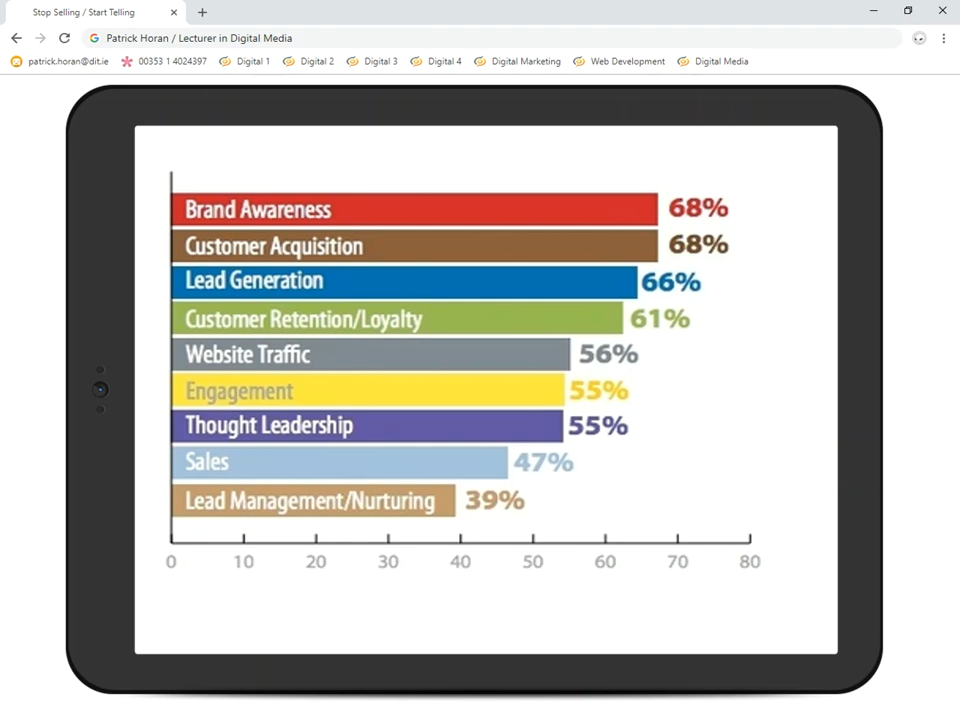 Stop Selling / Start Telling
Patrick Horan / Lecturer in Digital Media
patrick.horan@dit.ie 00353 1 4024397 Digital 1 Digital 2 Digital 3 Digital 4 Digital Marketing Web Development Digital Media
Brand Awareness 68%
Customer Acquisition 68%
Lead Generation 66%
Customer Retention/Loyalty 61%
Website Traffic 56%
Engagement 55%
Thought Leadership 55%
Sales 47%
Lead Management/Nurturing 39%
0 10 20 30 40 50 60 70 80